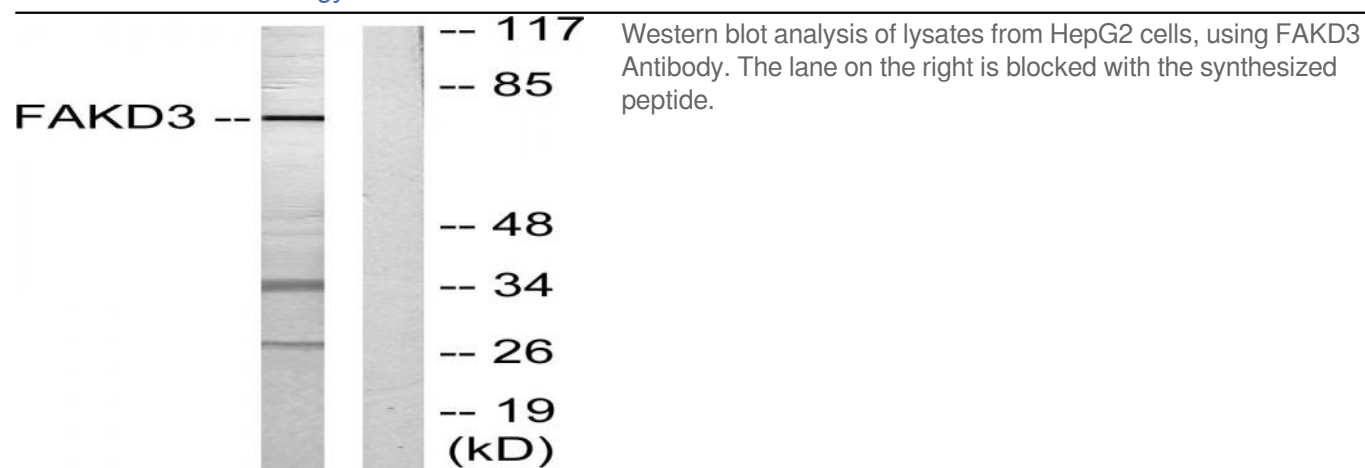 -- 117
-- 85
FAKD3 --
-- 48
-- 34
-- 26
-- 19
(kD)
Western blot analysis of lysates from HepG2 cells, using FAKD3
Antibody. The lane on the right is blocked with the synthesized
peptide.